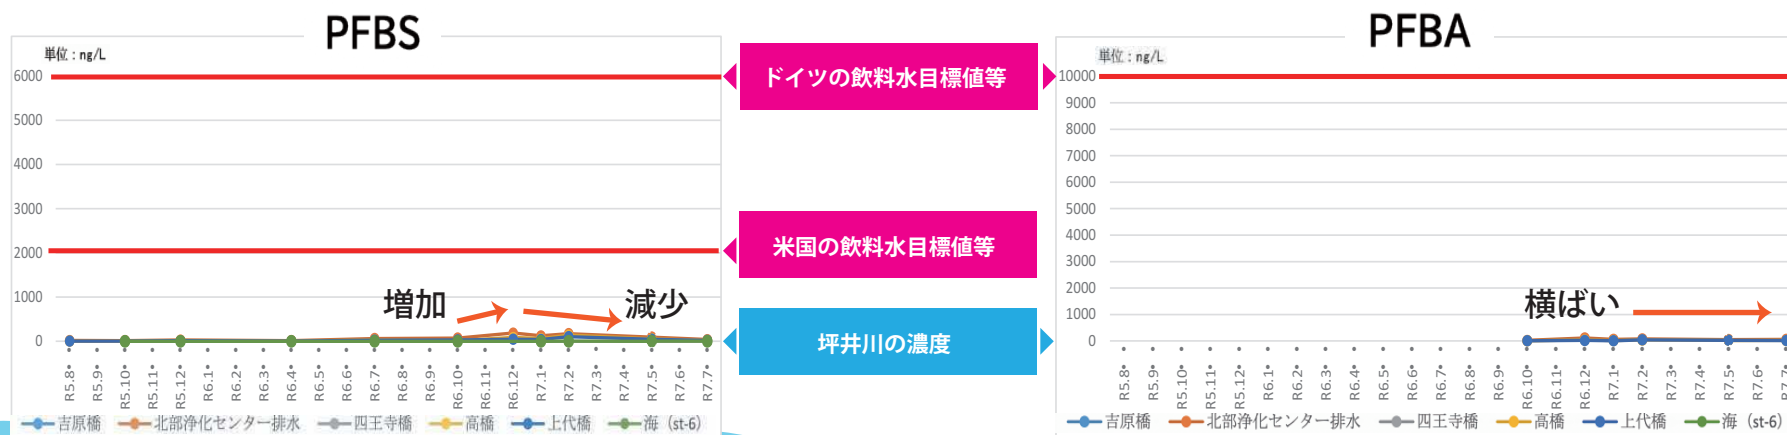 PFBS
単位：ng/L
6000
5000
4000
3000
2000
1000
0
増加
減少
R5.8
R5.9
R5.10
R5.11
R5.12
R6.1
R6.2
R6.3
R6.4
R6.5
R6.6
R6.7
R6.8
R6.9
R6.10
R6.11
R6.12
R7.1
R7.2
R7.3
R7.4
R7.5
R7.6
R7.7
吉原橋 北部浄化センター排水 四王寺橋 高橋 上代橋 海（st-6）
ドイツの飲料水目標値等
米国の飲料水目標値等
坪井川の濃度
PFBA
単位：ng/L
10000
9000
8000
7000
6000
5000
4000
3000
2000
1000
0
横ばい
R5.8
R5.9
R5.10
R5.11
R5.12
R6.1
R6.2
R6.3
R6.4
R6.5
R6.6
R6.7
R6.8
R6.9
R6.10
R6.11
R6.12
R7.1
R7.2
R7.3
R7.4
R7.5
R7.6
R7.7
吉原橋 北部浄化センター排水 四王寺橋 高橋 上代橋 海（st-6）